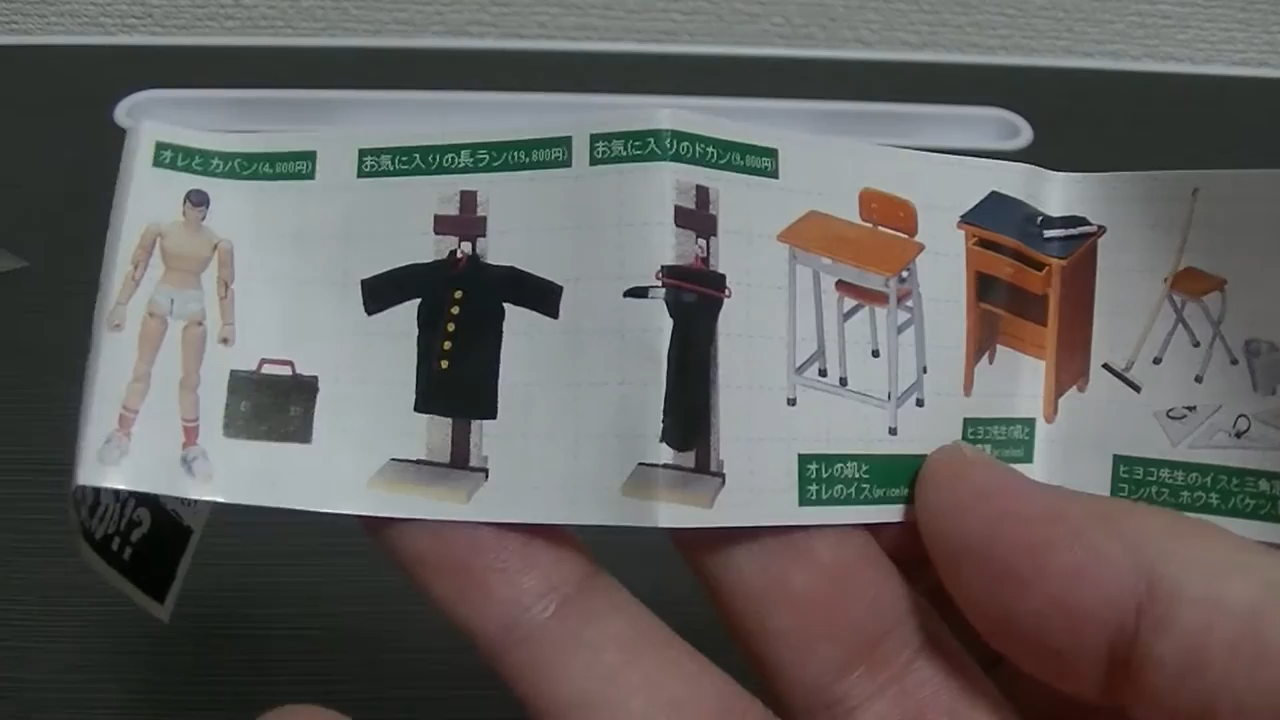 オレとカバン(4,800円)
お気に入りの長ラン(19,800円)
お気に入りのドカン(9,800円)
オレの机と
オレのイス
ヒヨコ先生の机と
(priceless)
ヒヨコ先生のイスと三角
コンパス、ホウキ、バケツ、
!?